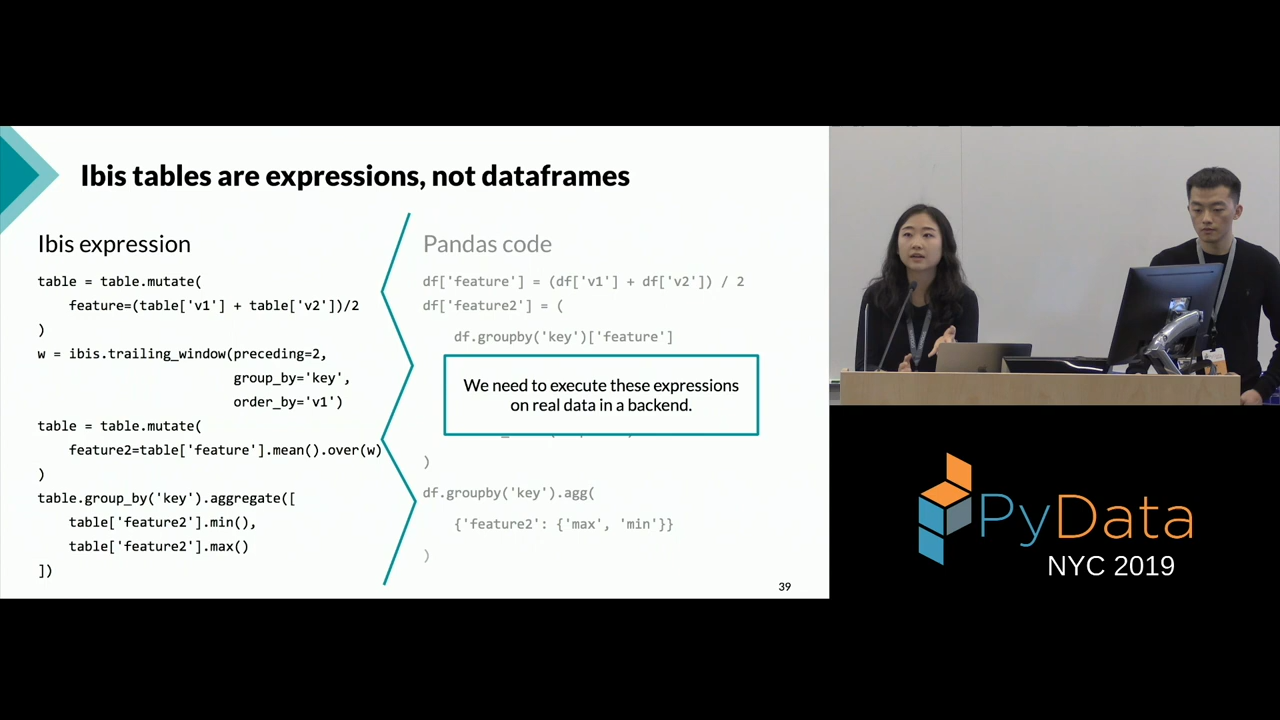 Ibis tables are expressions, not dataframes
Ibis expression
table = table.mutate(
    feature=(table['v1'] + table['v2'])/2
)
w = ibis.trailing_window(preceding=2,
                         group_by='key',
                         order_by='v1')
table = table.mutate(
    feature2=table['feature'].mean().over(w)
)
table.group_by('key').aggregate([
    table['feature2'].min(),
    table['feature2'].max()
])
Pandas code
df['feature'] = (df['v1'] + df['v2']) / 2
df['feature2'] = (
    df.groupby('key')['feature']
We need to execute these expressions
on real data in a backend.
)
df.groupby('key').agg(
    {'feature2': {'max', 'min'}}
)
39
PyData
NYC 2019